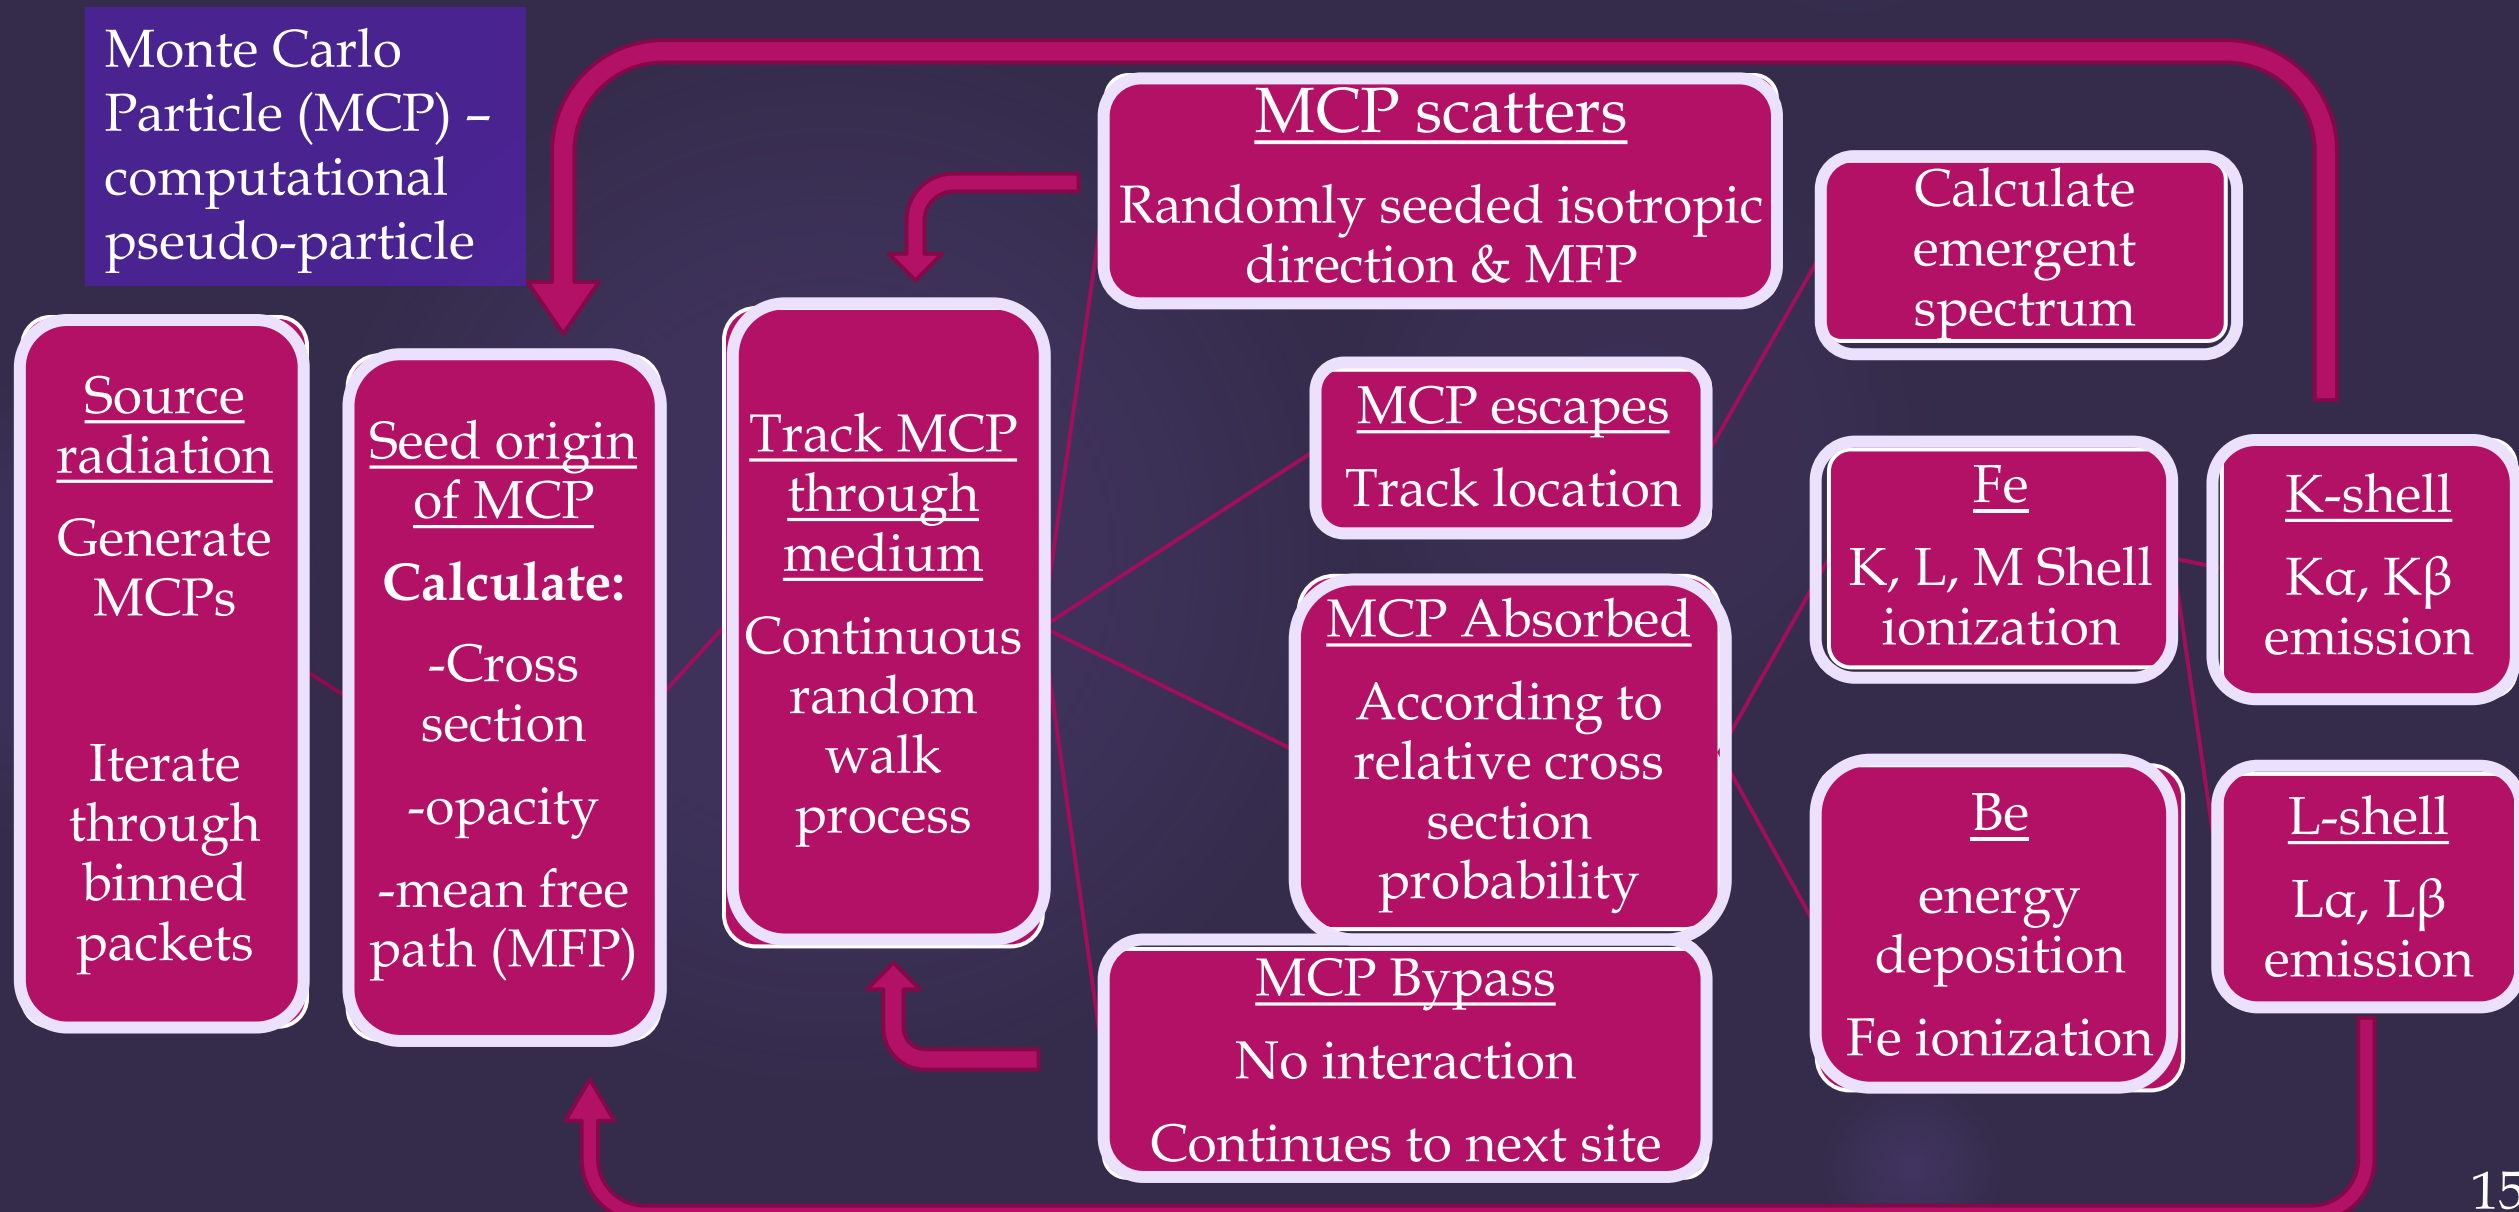 Monte Carlo
Particle (MCP) –
computational
pseudo-particle
Source
radiation
Generate
MCPs
Iterate
through
binned
packets
Seed origin
of MCP
Calculate:
-Cross
section
-opacity
-mean free
path (MFP)
Track MCP
through
medium
Continuous
random
walk
process
MCP scatters
Randomly seeded isotropic
direction & MFP
MCP escapes
Track location
MCP Absorbed
According to
relative cross
section
probability
MCP Bypass
No interaction
Continues to next site
Calculate
emergent
spectrum
Fe
K, L, M Shell
ionization
Be
energy
deposition
Fe ionization
K-shell
Kα, Kβ
emission
L-shell
Lα, Lβ
emission
15